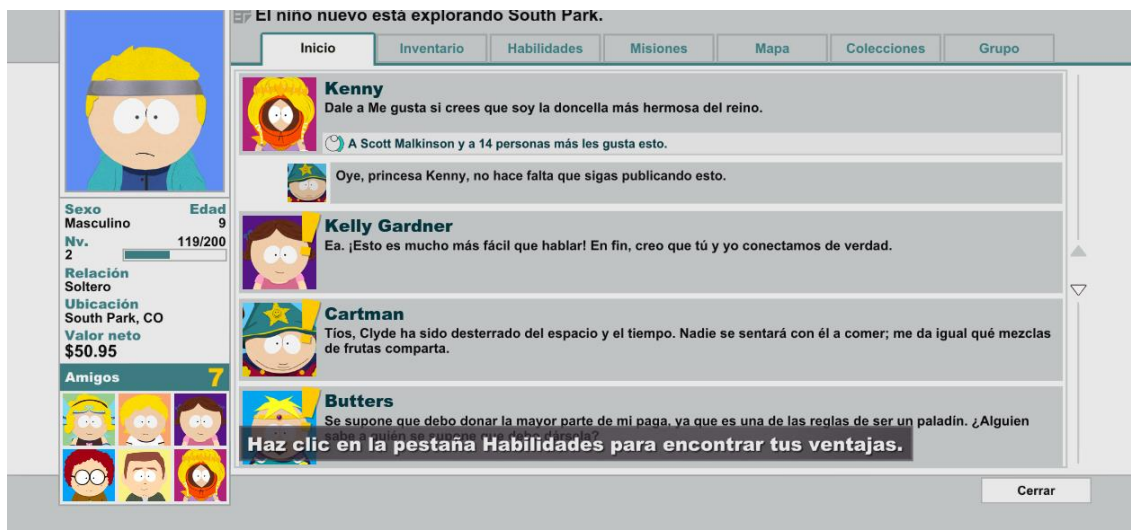 El niño nuevo está explorando South Park.
Inicio Inventario Habilidades Misiones Mapa Colecciones Grupo
Kenny
Dale a Me gusta si crees que soy la doncella más hermosa del reino.
A Scott Malkinson y a 14 personas más les gusta esto.
Oye, princesa Kenny, no hace falta que sigas publicando esto.
Sexo Edad
Masculino 9
Nv. 119/200
2
Relación
Soltero
Ubicación
South Park, CO
Valor neto
$50.95
Amigos 7
Kelly Gardner
Ea. ¡Esto es mucho más fácil que hablar! En fin, creo que tú y yo conectamos de verdad.
Cartman
Tíos, Clyde ha sido desterrado del espacio y el tiempo. Nadie se sentará con él a comer; me da igual qué mezclas
de frutas comparta.
Butters
Se supone que debo donar la mayor parte de mi paga, ya que es una de las reglas de ser un paladín. ¿Alguien
sabe a quién se supone que debo dársela?
Haz clic en la pestaña Habilidades para encontrar tus ventajas.
Cerrar